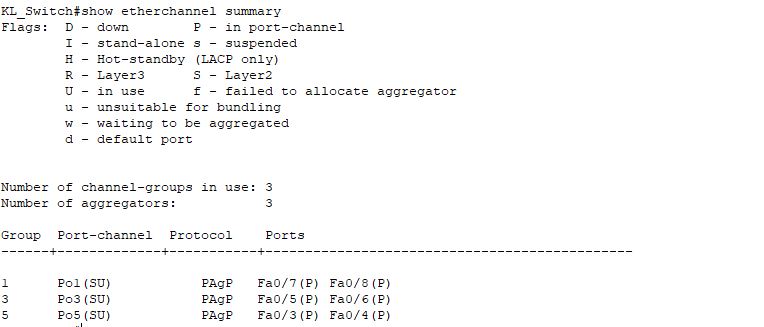 KL_Switch#show etherchannel summary
Flags:  D - down        P - in port-channel
        I - stand-alone s - suspended
        H - Hot-standby (LACP only)
        R - Layer3      S - Layer2
        U - in use      f - failed to allocate aggregator
        u - unsuitable for bundling
        w - waiting to be aggregated
        d - default port
Number of channel-groups in use: 3
Number of aggregators:           3
Group  Port-channel  Protocol    Ports
------+-------------+-----------+----------------------------------------------
1      Po1(SU)           PAgP   Fa0/7(P) Fa0/8(P)
3      Po3(SU)           PAgP   Fa0/5(P) Fa0/6(P)
5      Po5(SU)           PAgP   Fa0/3(P) Fa0/4(P)